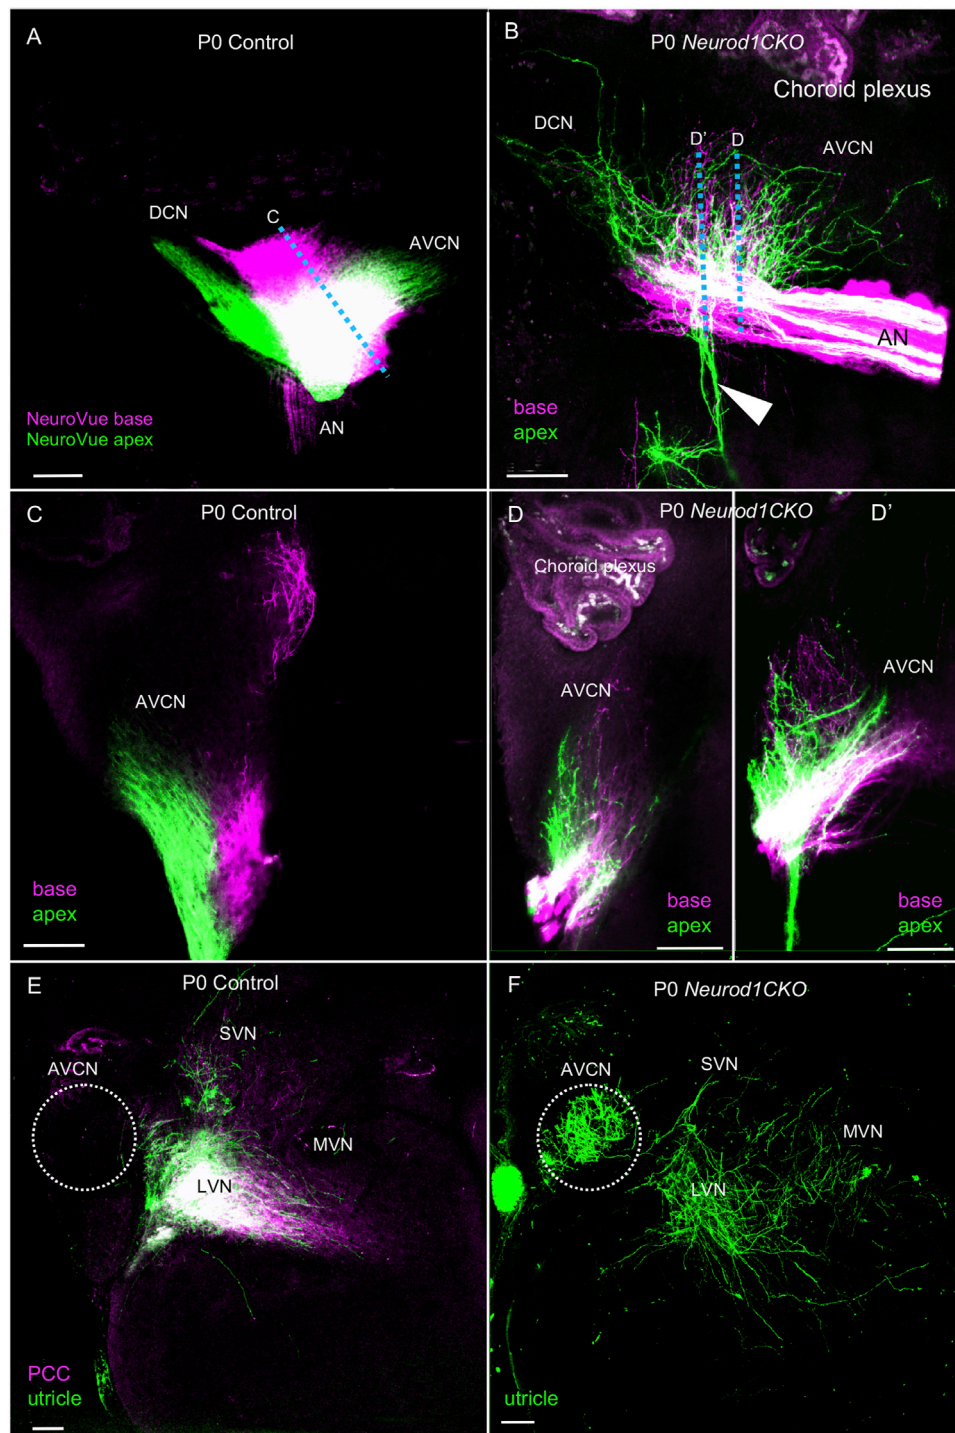 A
P0 Control
DCN
C
AVCN
NeuroVue base
NeuroVue apex
AN
B
P0 Neurod1CKO
Choroid plexus
DCN
D’
D
AVCN
AN
base
apex
C
P0 Control
AVCN
base
apex
D
P0 Neurod1CKO
D’
Choroid plexus
AVCN
AVCN
base
apex
base
apex
E
P0 Control
SVN
AVCN
MVN
LVN
PCC
utricle
F
P0 Neurod1CKO
AVCN
SVN
MVN
LVN
utricle